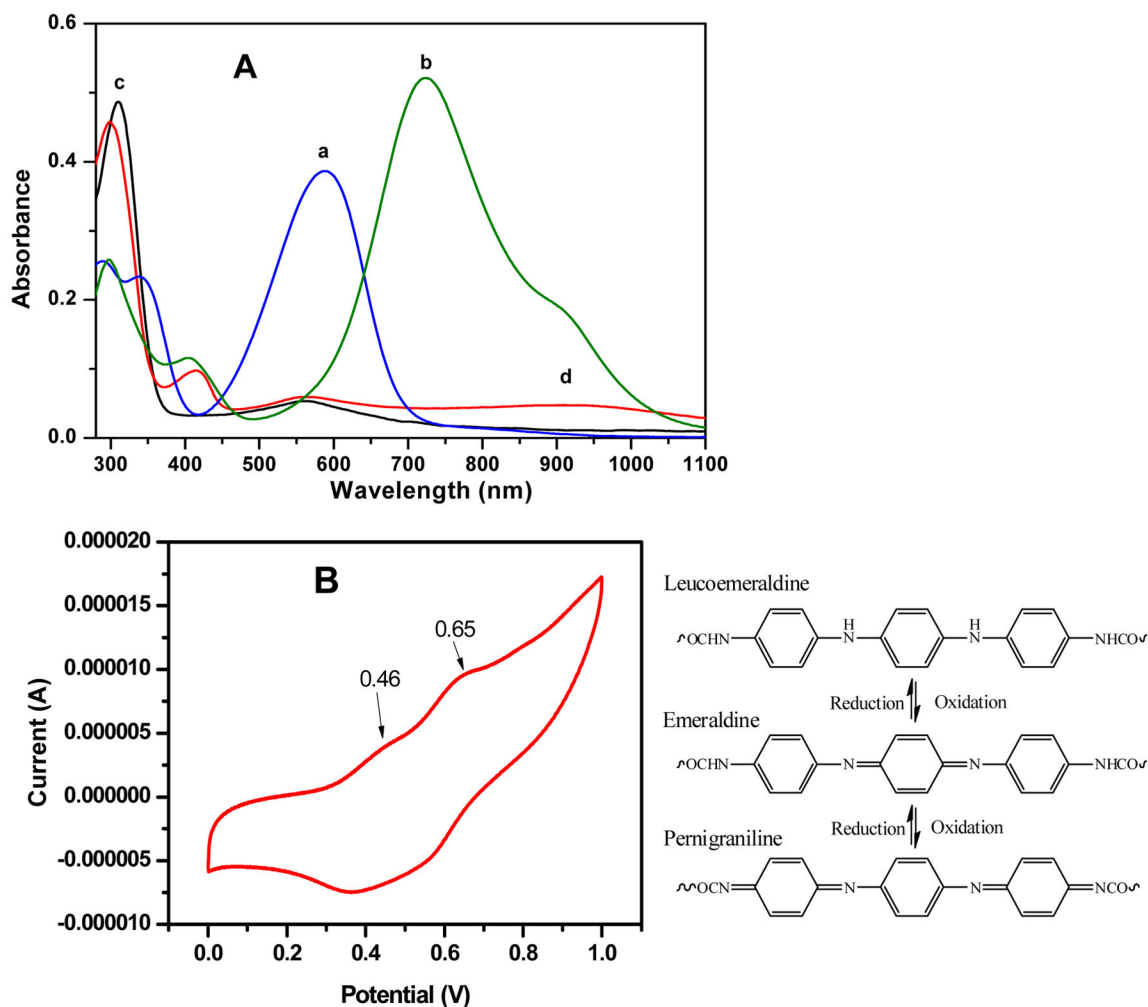 A
0.6
0.4
0.2
0.0
Absorbance
c
a
b
d
300 400 500 600 700 800 900 1000 1100
Wavelength (nm)
B
0.000020
0.000015
0.000010
0.000005
0.000000
-0.000005
-0.000010
Current (A)
0.46
0.65
0.0 0.2 0.4 0.6 0.8 1.0
Potential (V)
Leucoemeraldine
OCHN H N H N NHCO
Reduction Oxidation
Emeraldine
OCHN N N NHCO
Reduction Oxidation
Pernigraniline
OCN N N NCO